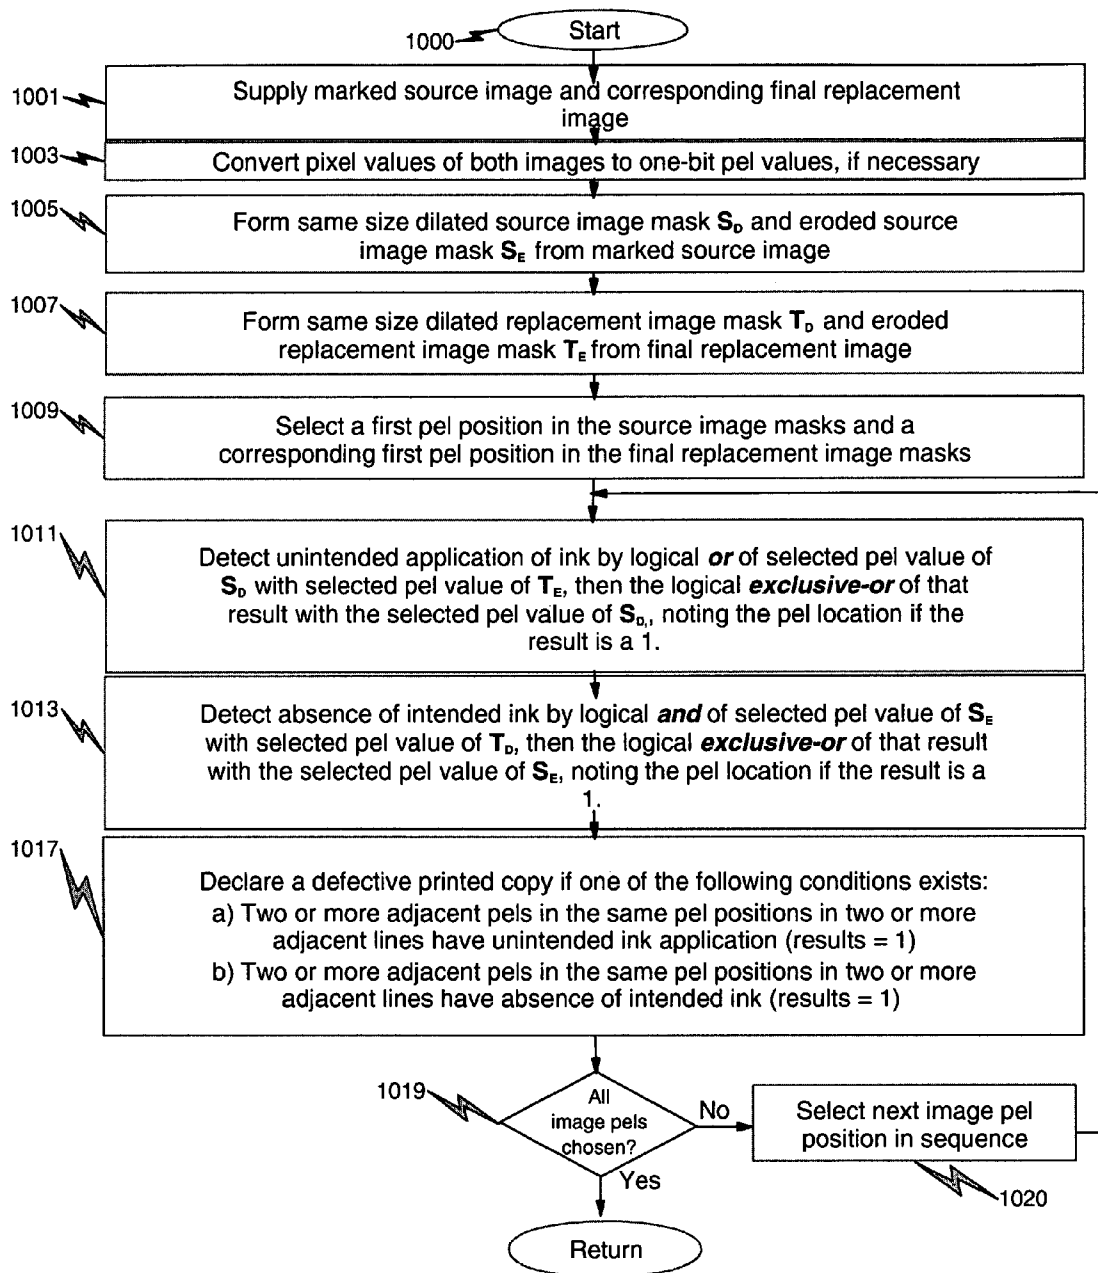 Start
1000
1001
Supply marked source image and corresponding final replacement
image
1003
Convert pixel values of both images to one-bit pel values, if necessary
1005
Form same size dilated source image mask S_D and eroded source
image mask S_E from marked source image
1007
Form same size dilated replacement image mask T_D and eroded
replacement image mask T_E from final replacement image
1009
Select a first pel position in the source image masks and a
corresponding first pel position in the final replacement image masks
1011
Detect unintended application of ink by logical or of selected pel value of
S_D with selected pel value of T_E, then the logical exclusive-or of that
result with the selected pel value of S_D,, noting the pel location if the
result is a 1.
1013
Detect absence of intended ink by logical and of selected pel value of S_E
with selected pel value of T_D, then the logical exclusive-or of that result
with the selected pel value of S_E, noting the pel location if the result is a
1.
1017
Declare a defective printed copy if one of the following conditions exists:
a) Two or more adjacent pels in the same pel positions in two or more
adjacent lines have unintended ink application (results = 1)
b) Two or more adjacent pels in the same pel positions in two or more
adjacent lines have absence of intended ink (results = 1)
1019
All
image pels
chosen?
No
Yes
Select next image pel
position in sequence
1020
Return